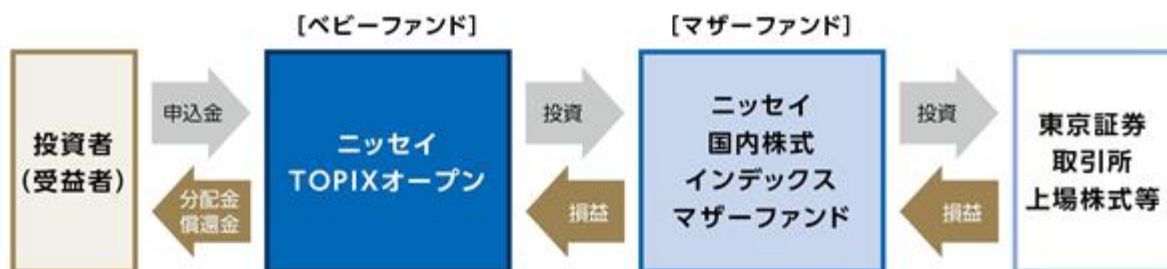 [ベビーファンド]
[マザーファンド]
投資者
(受益者)
申込金
分配金
償還金
ニッセイ
TOPIXオープン
投資
損益
ニッセイ
国内株式
インデックス
マザーファンド
投資
損益
東京証券
取引所
上場株式等